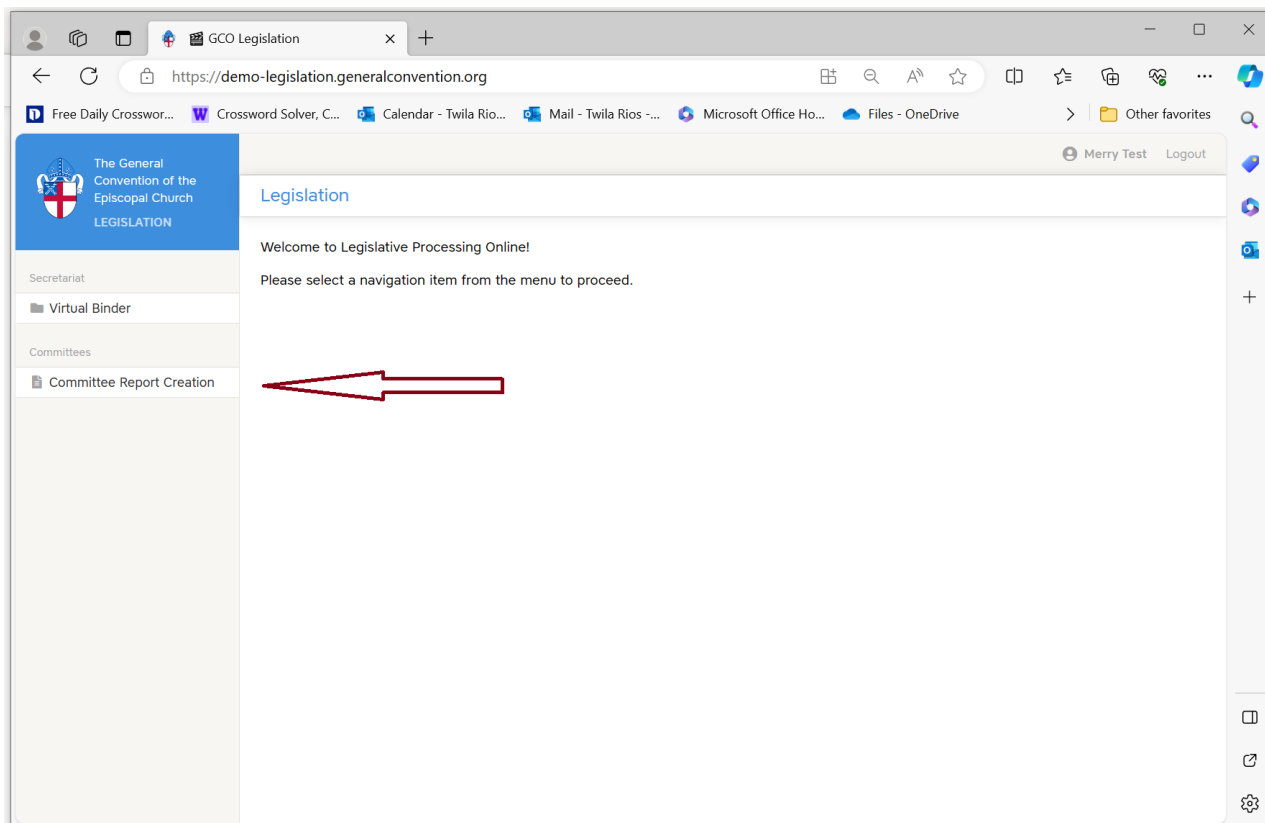 GCO Legislation
https://demo-legislation.generalconvention.org
Free Daily Crosswor... W Crossword Solver, C... Calendar - Twila Rio... Mail - Twila Rios -... Microsoft Office Ho... Files - OneDrive Other favorites
Merry Test Logout
The General
Convention of the
Episcopal Church
LEGISLATION
Legislation
Welcome to Legislative Processing Online!
Please select a navigation item from the menu to proceed.
Secretariat
Virtual Binder
Committees
Committee Report Creation